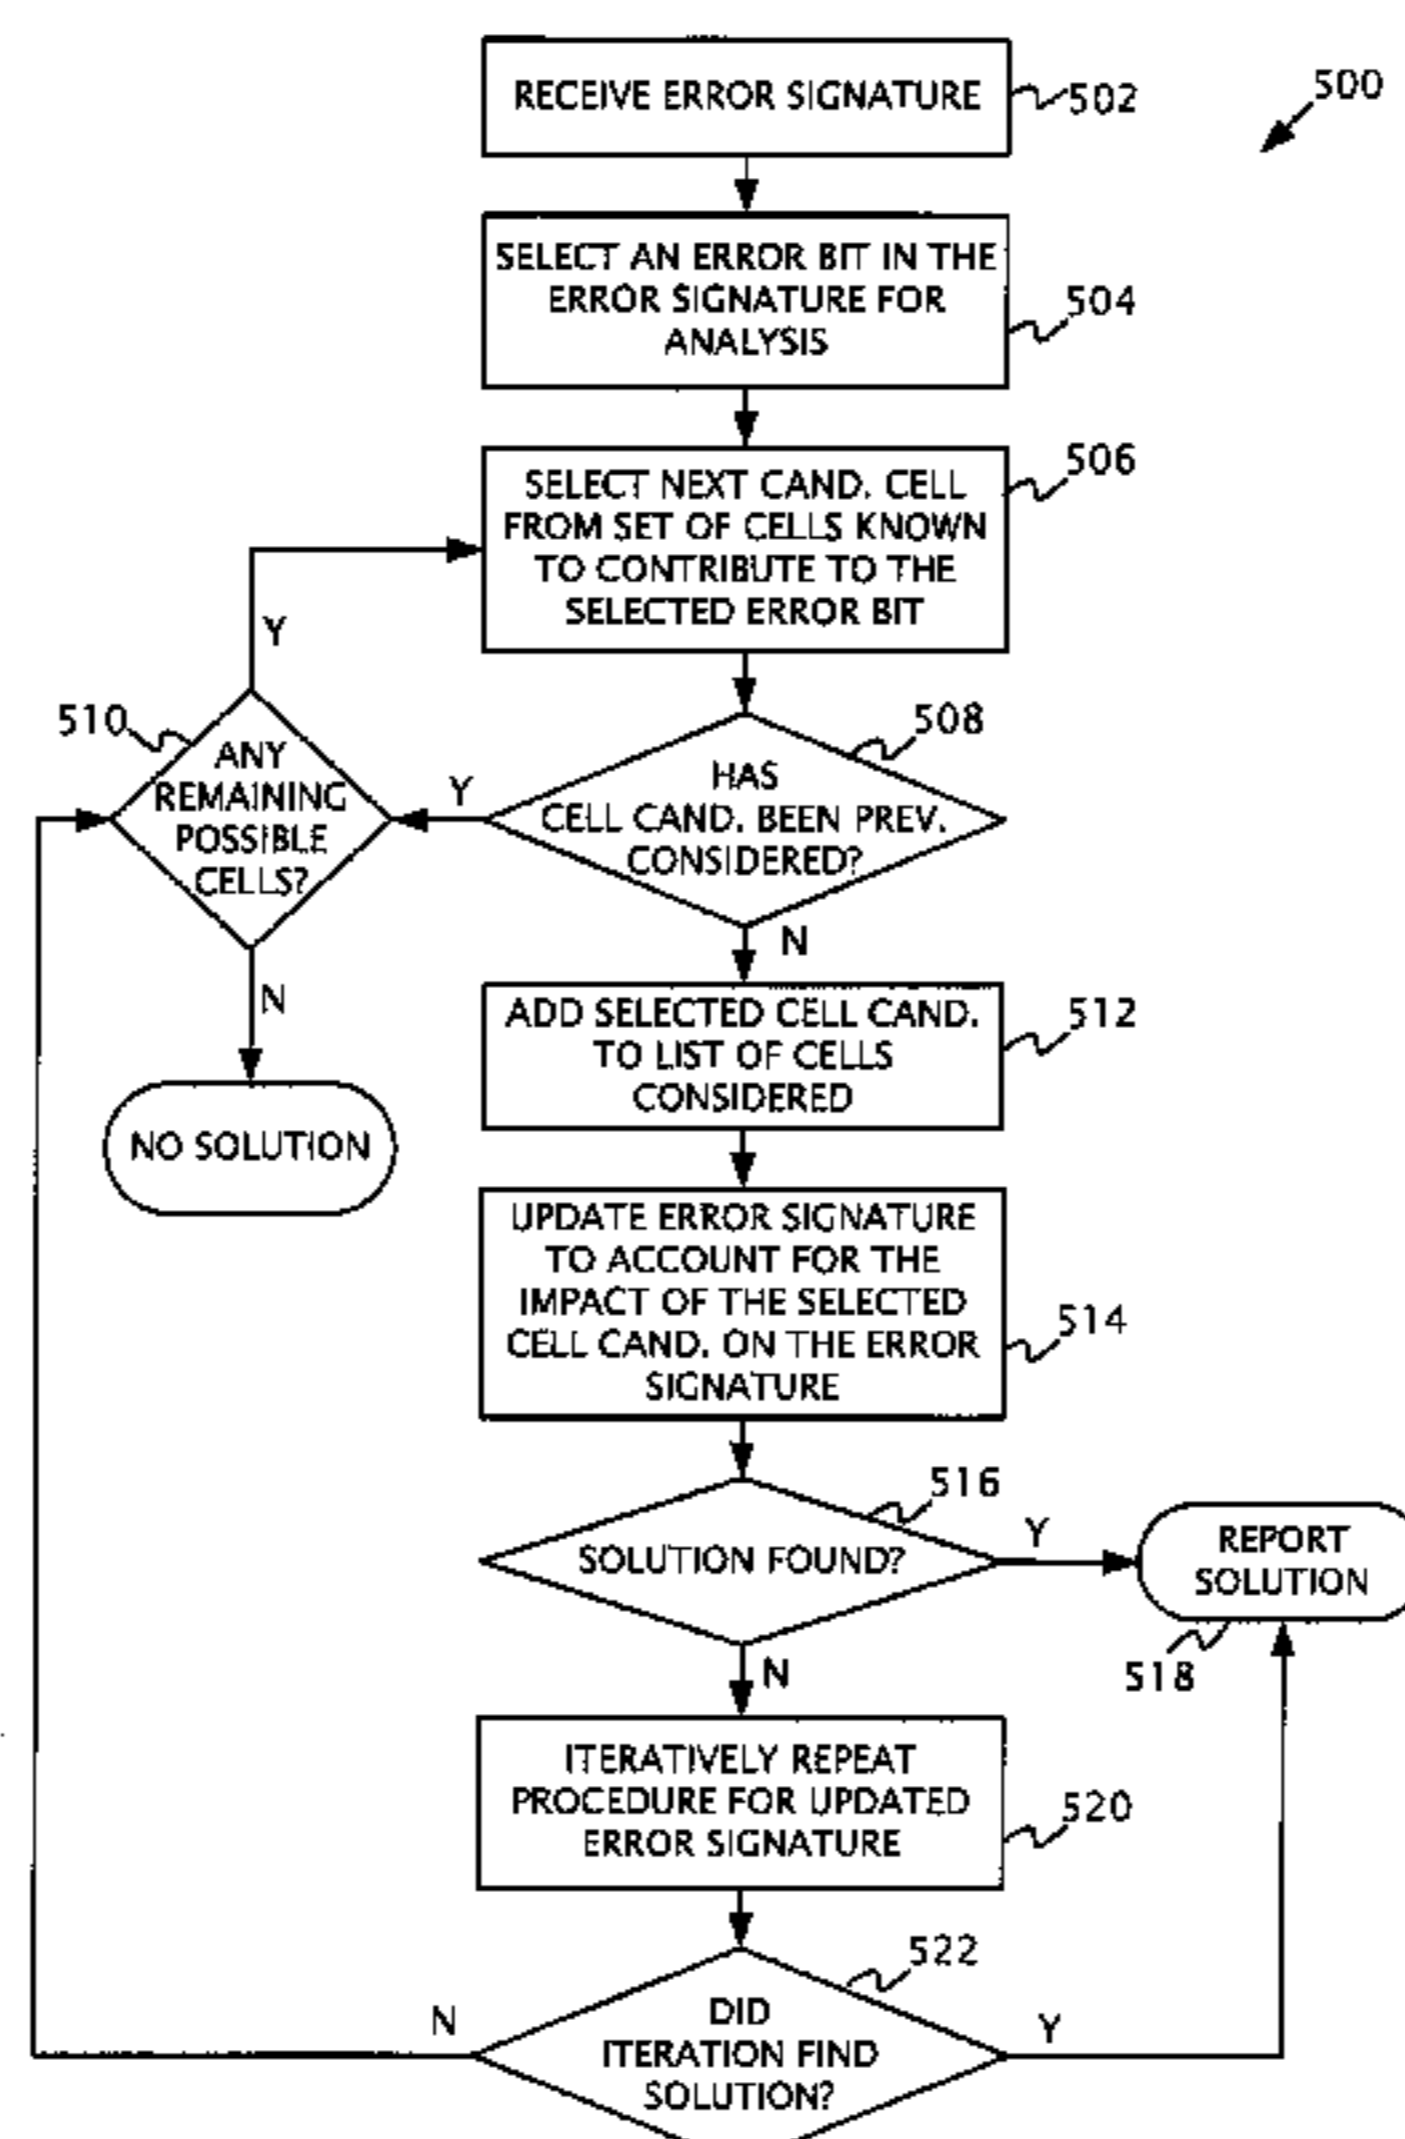 RECEIVE ERROR SIGNATURE
502
500
SELECT AN ERROR BIT IN THE
ERROR SIGNATURE FOR
ANALYSIS
504
SELECT NEXT CAND. CELL
FROM SET OF CELLS KNOWN
TO CONTRIBUTE TO THE
SELECTED ERROR BIT
506
Y
510
ANY
REMAINING
POSSIBLE
CELLS?
Y
508
HAS
CELL CAND. BEEN PREV.
CONSIDERED?
N
N
NO SOLUTION
ADD SELECTED CELL CAND.
TO LIST OF CELLS
CONSIDERED
512
UPDATE ERROR SIGNATURE
TO ACCOUNT FOR THE
IMPACT OF THE SELECTED
CELL CAND. ON THE ERROR
SIGNATURE
514
516
SOLUTION FOUND?
Y
REPORT
SOLUTION
518
N
ITERATIVELY REPEAT
PROCEDURE FOR UPDATED
ERROR SIGNATURE
520
522
N
DID
ITERATION FIND
SOLUTION?
Y